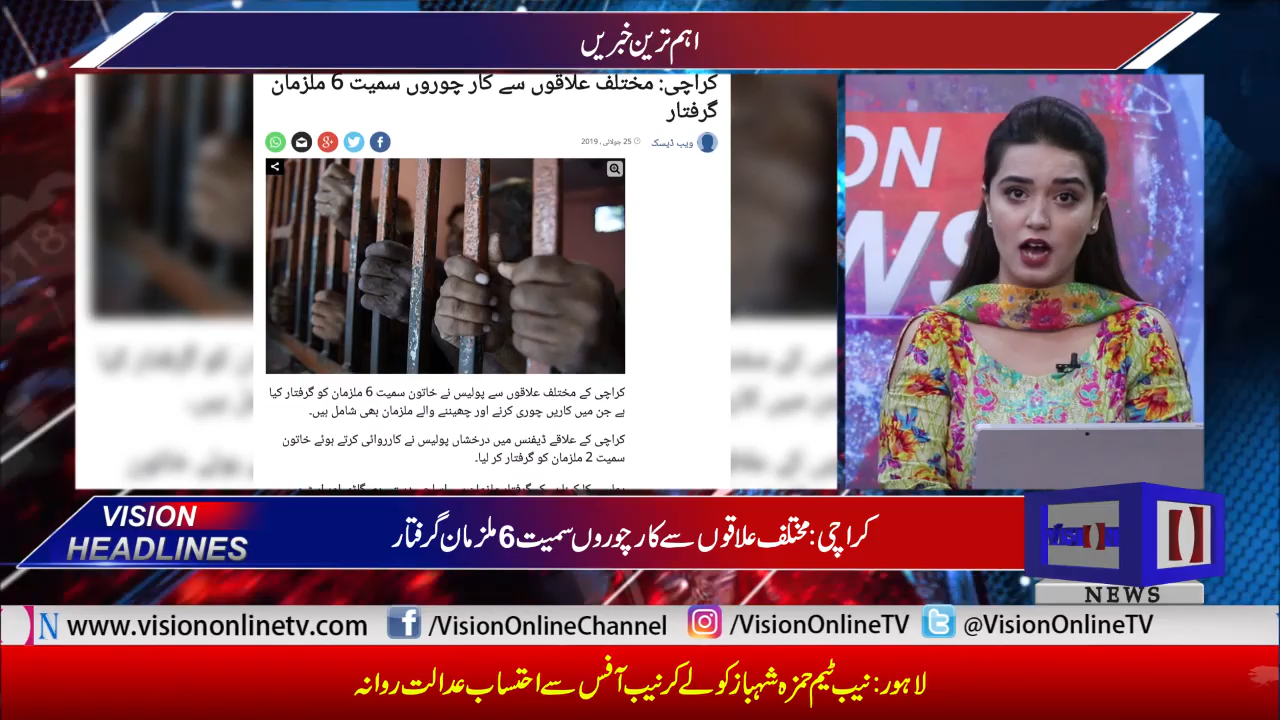 اہم ترین خبریں
کراچی: مختلف علاقوں سے کار چوروں سمیت 6 ملزمان
گرفتار
ویب ڈیسک
25 جولائی ، 2019
کراچی کے مختلف علاقوں سے پولیس نے خاتون سمیت 6 ملزمان کو گرفتار کیا
ہے جن میں کاریں چوری کرنے اور چھیننے والے ملزمان بھی شامل ہیں۔
کراچی کے علاقے ڈیفنس میں درخشاں پولیس نے کارروائی کرتے ہوئے خاتون
سمیت 2 ملزمان کو گرفتار کر لیا۔
ON
VISION
HEADLINES
کراچی: مختلف علاقوں سے کار چوروں سمیت 6 ملزمان گرفتار
NEWS
N www.visiononlinetv.com /VisionOnlineChannel /VisionOnlineTV @VisionOnlineTV
لاہور: نیب ٹیم حمزہ شہباز کو لے کر نیب آفس سے احتساب عدالت روانہ